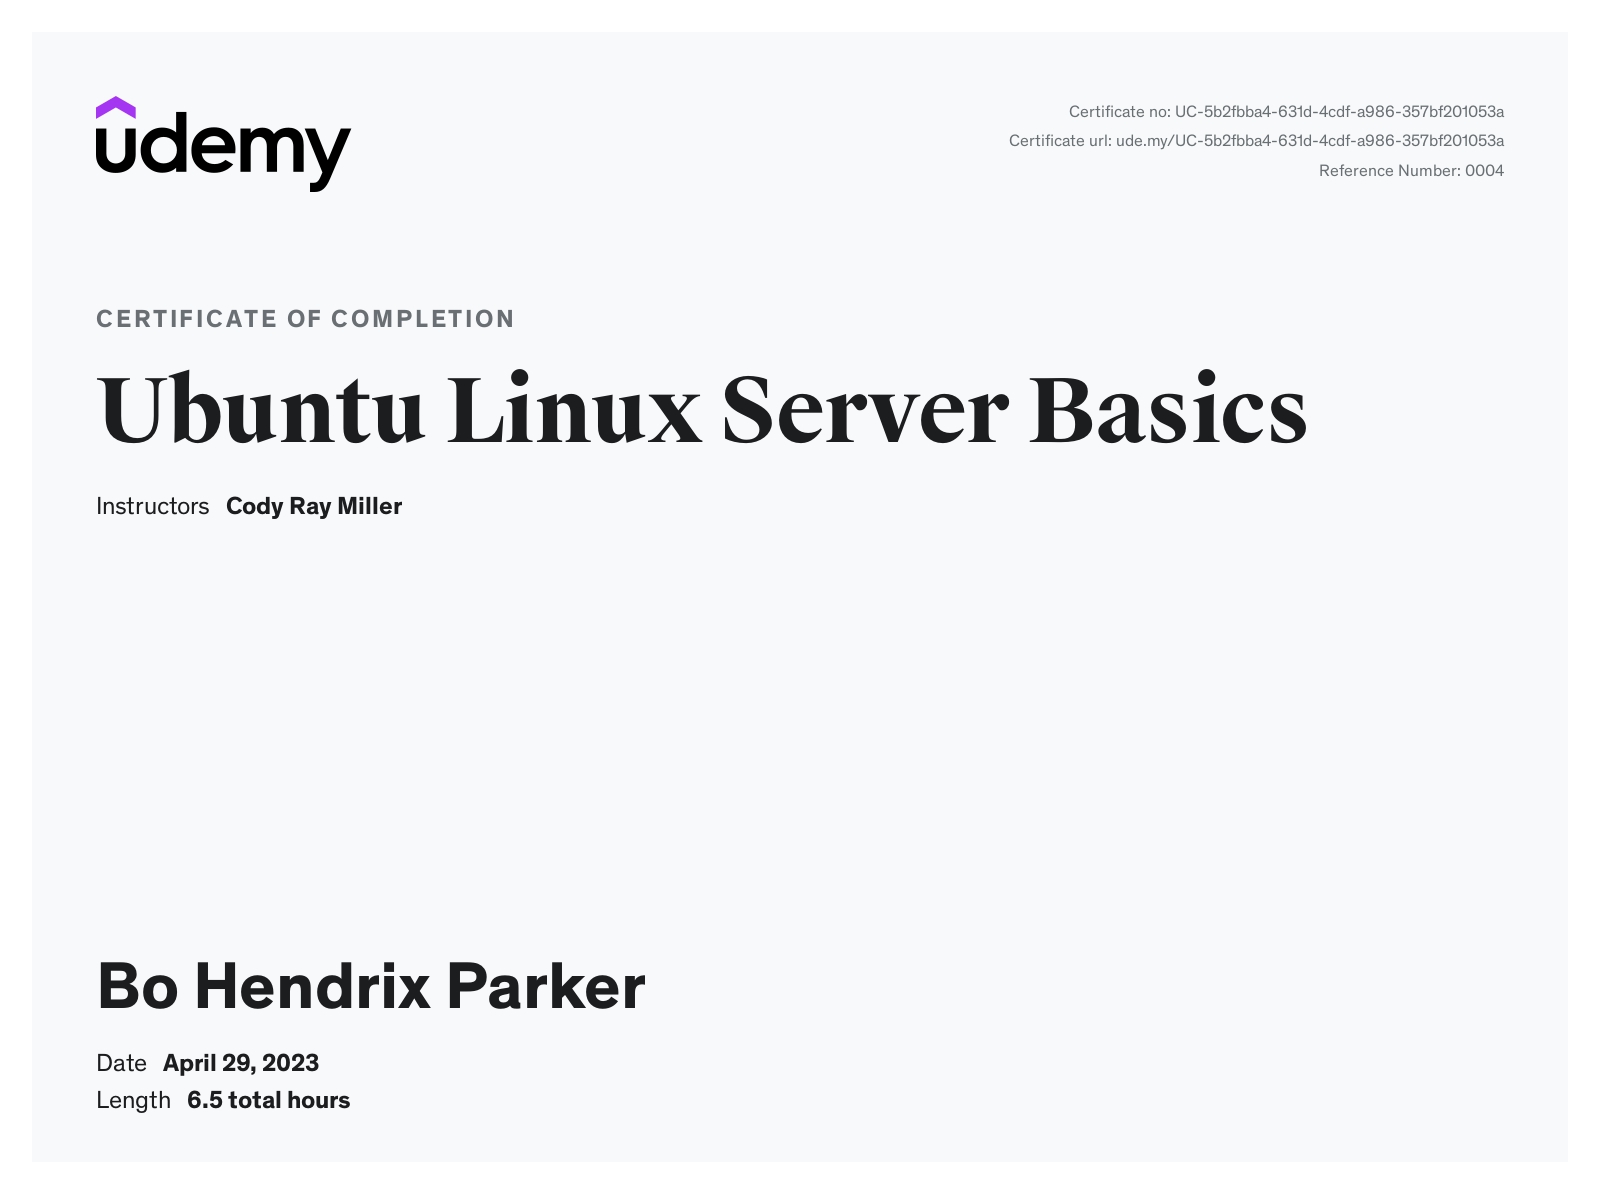 udemy
Certificate no: UC-5b2fbba4-631d-4cdf-a986-357bf201053a
Certificate url: ude.my/UC-5b2fbba4-631d-4cdf-a986-357bf201053a
Reference Number: 0004
CERTIFICATE OF COMPLETION
Ubuntu Linux Server Basics
Instructors Cody Ray Miller
Bo Hendrix Parker
Date April 29, 2023
Length 6.5 total hours